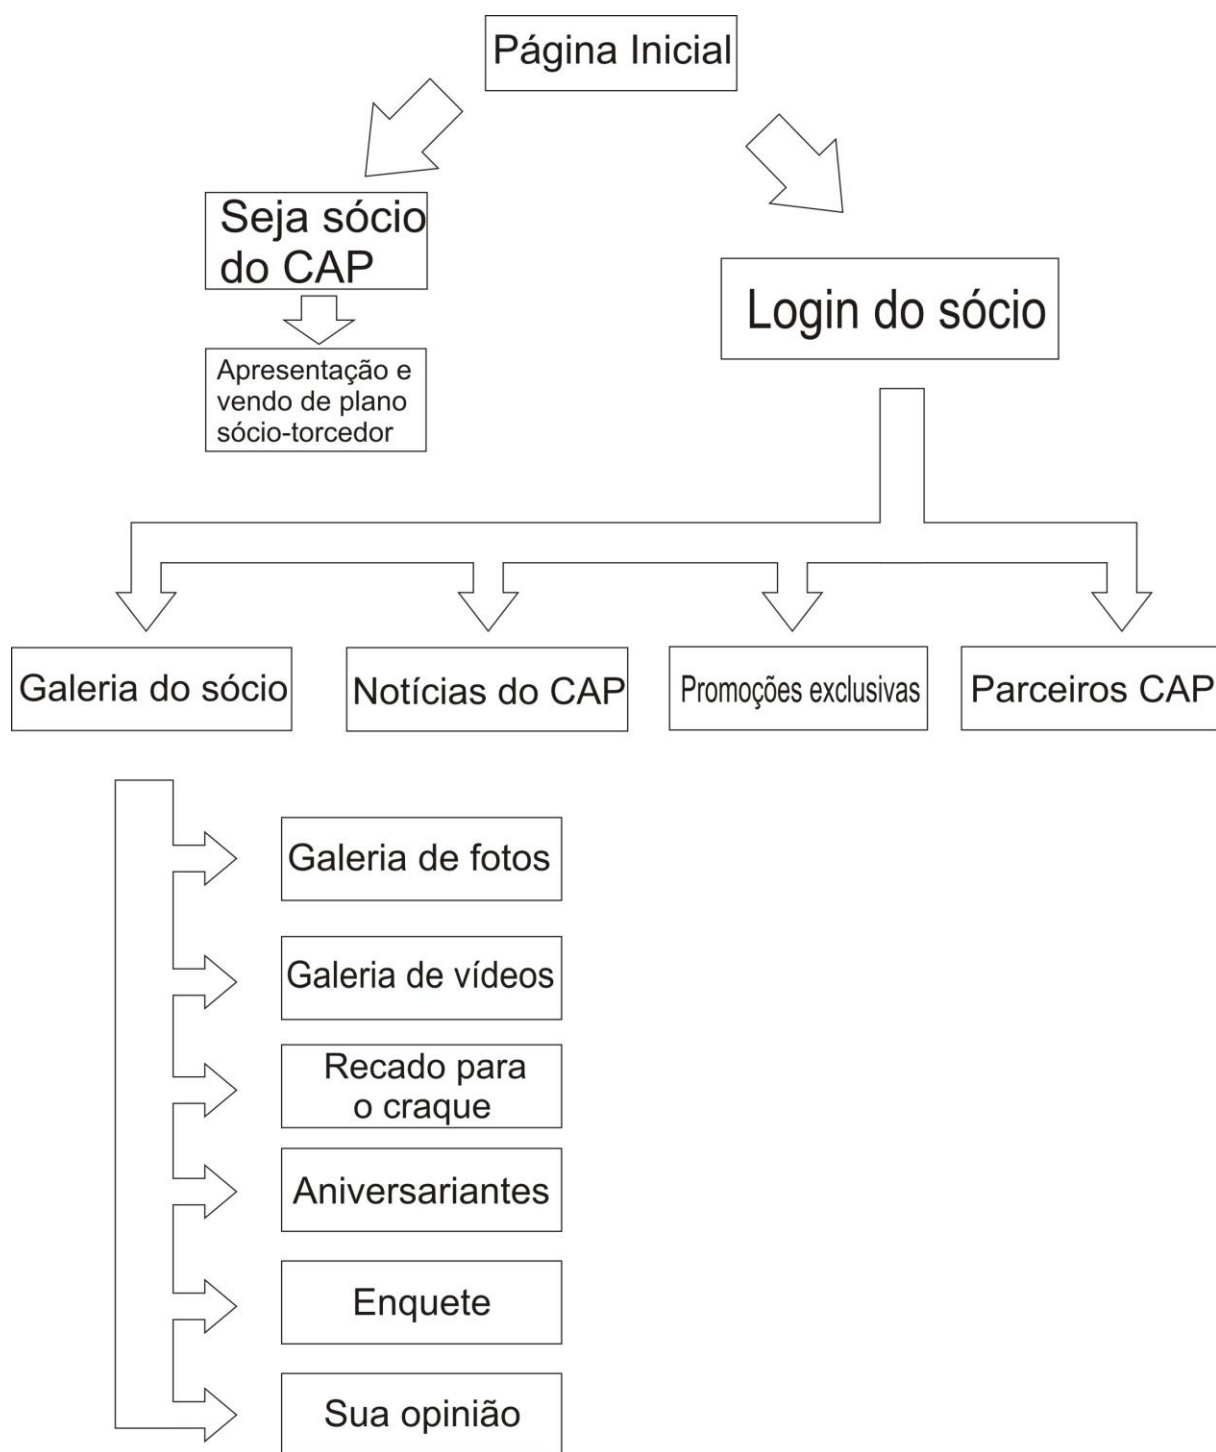 Página Inicial
Seja sócio
do CAP
Login do sócio
Apresentação e
vendo de plano
sócio-torcedor
Galeria do sócio
Notícias do CAP
Promoções exclusivas
Parceiros CAP
Galeria de fotos
Galeria de vídeos
Recado para
o craque
Aniversariantes
Enquete
Sua opinião